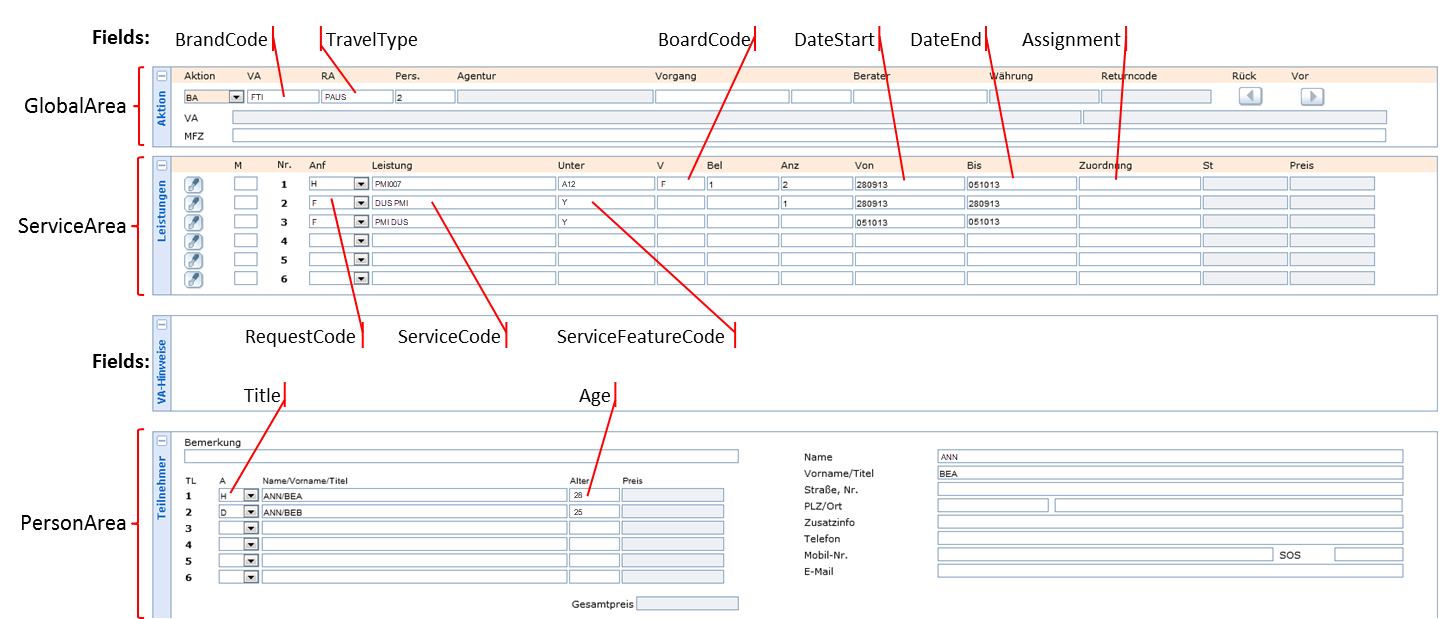 Fields: BrandCode TravelType BoardCode DateStart DateEnd Assignment
GlobalArea
Aktion
Aktion VA RA Pers. Agentur Vorgang Berater Währung Returncode Rück Vor
BA FTI PAUS 2
VA
MFZ
ServiceArea
Leistungen
M Nr. Anf Leistung Unter V Bel Anz Von Bis Zuordnung St Preis
1 H PMI007 A12 F 1 2 280913 051013
2 F DUS PMI Y 1 280913 280913
3 F PMI DUS Y 051013 051013
4
5
6
RequestCode ServiceCode ServiceFeatureCode
Fields:
VA-Hinweise
Title Age
PersonArea
Teilnehmer
Bemerkung
TL A Name/Vorname/Titel Alter Preis
1 H ANN/BEA 26
2 D ANN/BEB 25
3
4
5
6
Gesamtpreis
Name ANN
Vorname/Titel BEA
Straße, Nr.
PLZ/Ort
Zusatzinfo
Telefon
Mobil-Nr. SOS
E-Mail